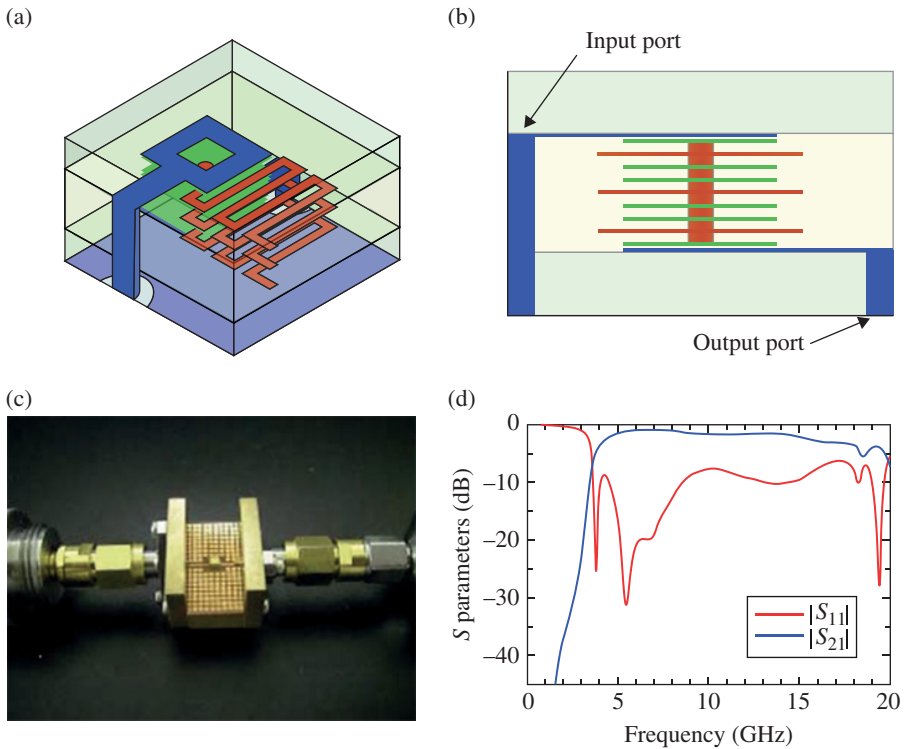 (a)
(b)
Input port
Output port
(c)
(d)
0
−10
−20
−30
−40
S parameters (dB)
|S11|
|S21|
0
5
10
15
20
Frequency (GHz)